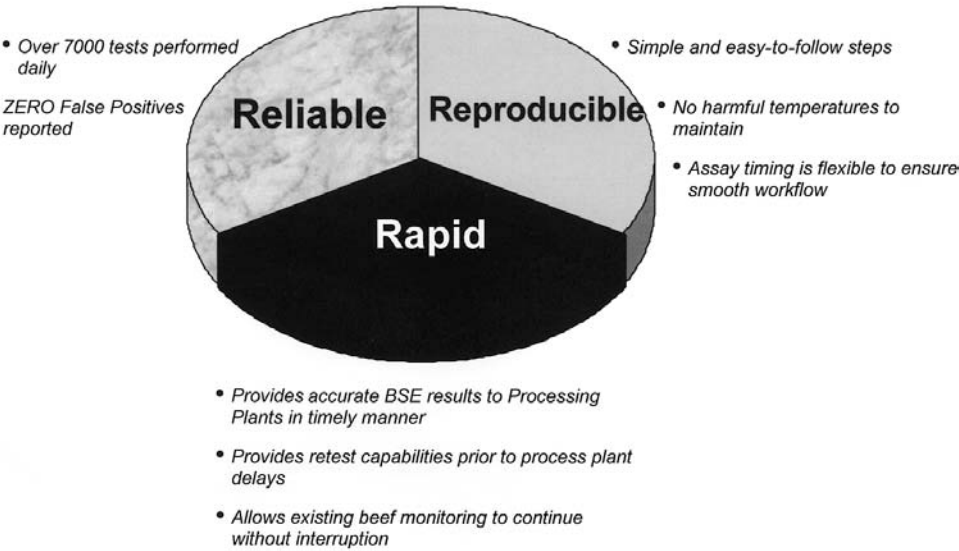 • Over 7000 tests performed
daily
ZERO False Positives
reported
Reliable
Reproducible
• Simple and easy-to-follow steps
• No harmful temperatures to
maintain
• Assay timing is flexible to ensure
smooth workflow
Rapid
• Provides accurate BSE results to Processing
Plants in timely manner
• Provides retest capabilities prior to process plant
delays
• Allows existing beef monitoring to continue
without interruption